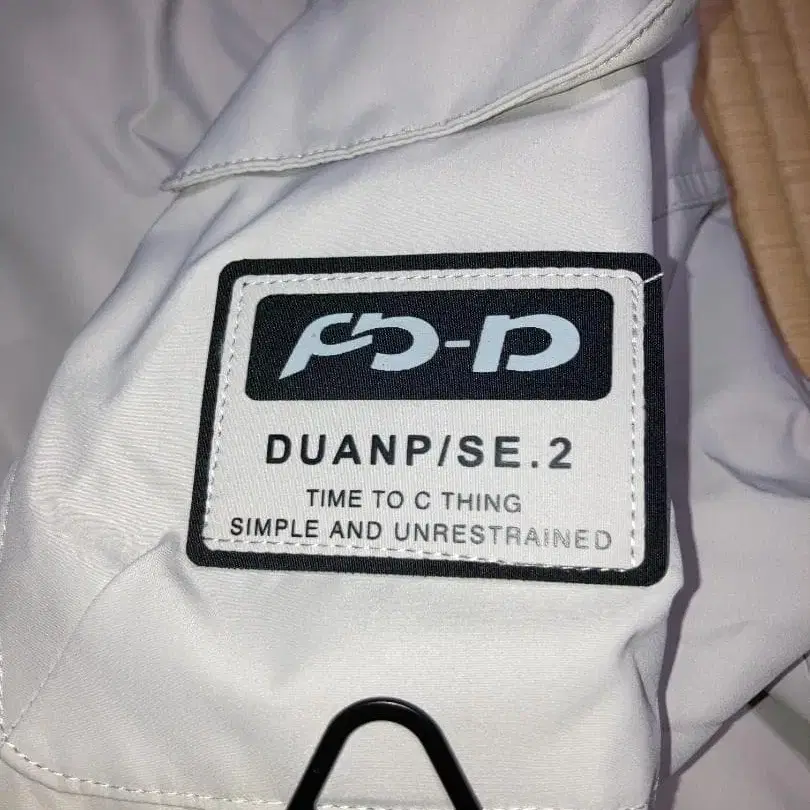 DUANP/SE.2
TIME TO C THING
SIMPLE AND UNRESTRAINED